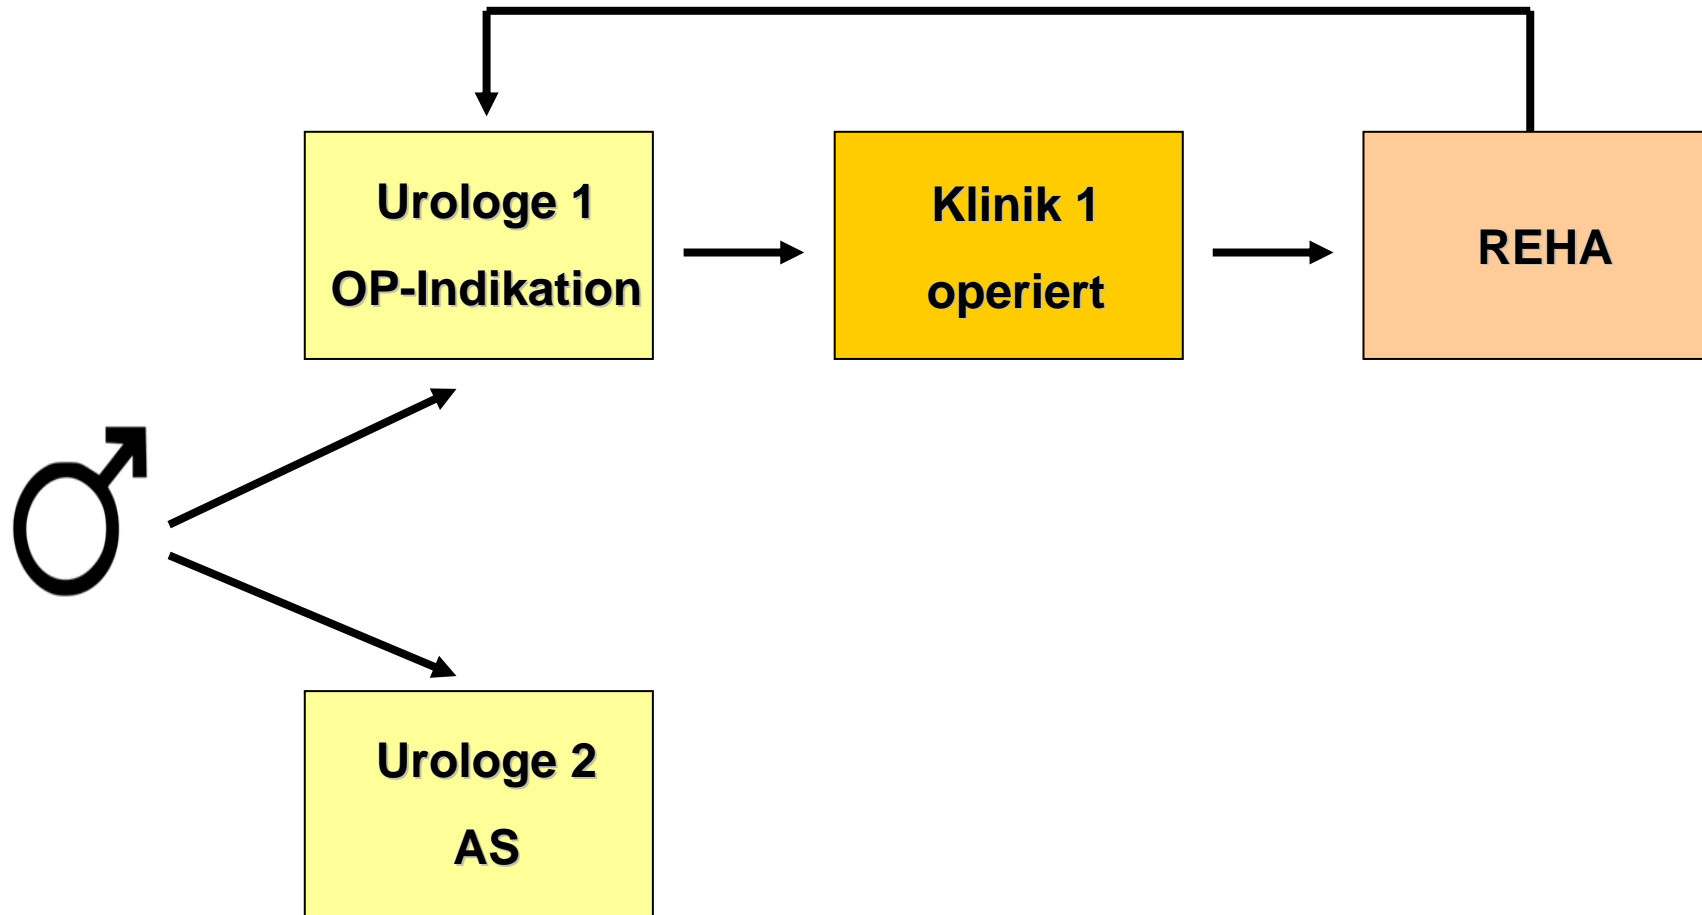 Urologe 1
OP-Indikation
Klinik 1
operiert
REHA
Urologe 2
AS